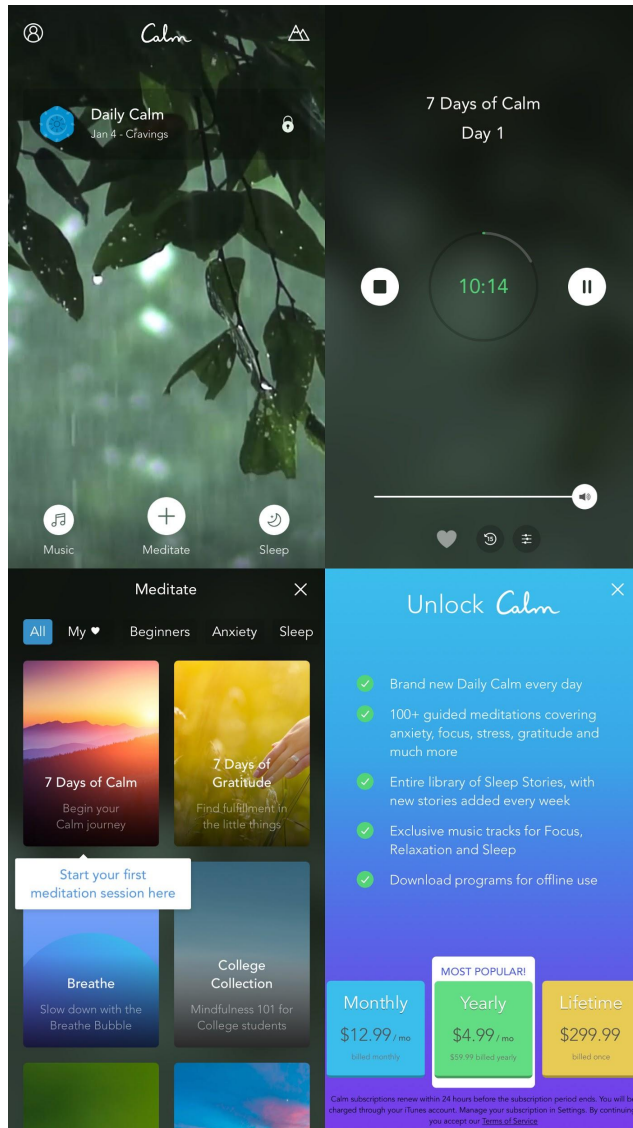 Calm
Daily Calm
Jan 4 - Cravings
Music
Meditate
Sleep
7 Days of Calm
Day 1
10:14
15
Meditate
All
My
Beginners
Anxiety
Sleep
7 Days of Calm
Begin your
Calm journey
7 Days of
Gratitude
Find fulfillment in
the little things
Start your first
meditation session here
Breathe
Slow down with the
Breathe Bubble
College
Collection
Mindfulness 101 for
College students
Unlock Calm
Brand new Daily Calm every day
100+ guided meditations covering
anxiety, focus, stress, gratitude and
much more
Entire library of Sleep Stories, with
new stories added every week
Exclusive music tracks for Focus,
Relaxation and Sleep
Download programs for offline use
Monthly
$12.99 / mo
billed monthly
MOST POPULAR!
Yearly
$4.99 / mo
$59.99 billed yearly
Lifetime
$299.99
billed once
Calm subscriptions renew within 24 hours before the subscription period ends. You will be
charged through your iTunes account. Manage your subscription in Settings. By continuing
you accept our Terms of Service